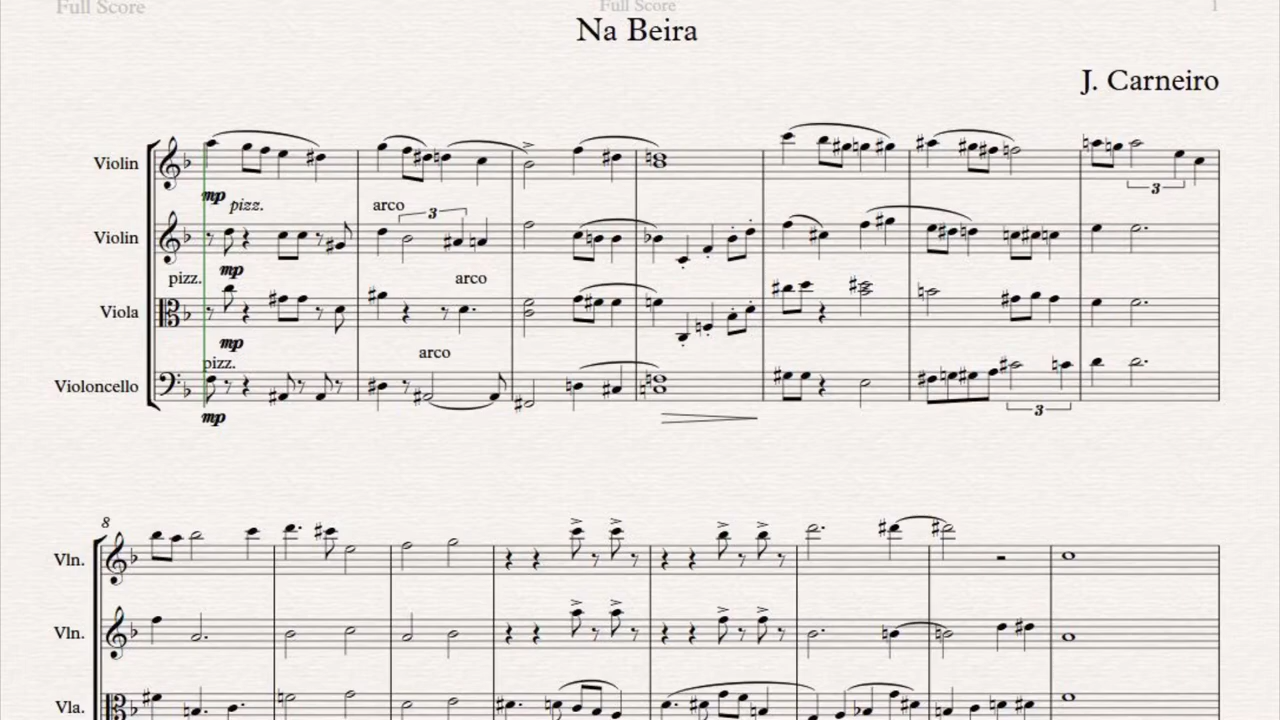 Full Score Full Score 1
Na Beira
J. Carneiro
Violin
mp pizz. arco
3
3
Violin
mp
pizz. arco
Viola
mp
pizz. arco
Violoncello
mp
3
8
Vln.
Vln.
Vla.